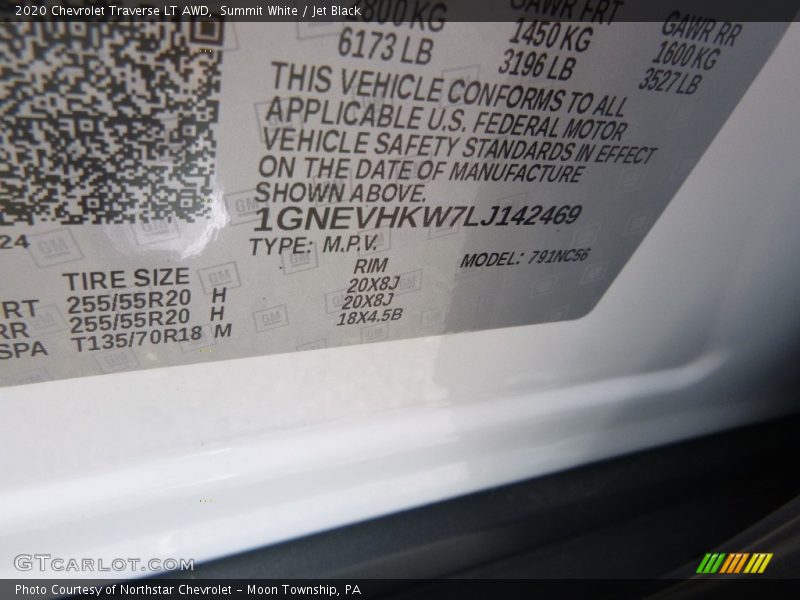 2020 Chevrolet Traverse LT AWD, Summit White / Jet Black
2800 KG
6173 LB
GAWR FRT
1450 KG
3196 LB
GAWR RR
1600 KG
3527 LB
THIS VEHICLE CONFORMS TO ALL
APPLICABLE U.S. FEDERAL MOTOR
VEHICLE SAFETY STANDARDS IN EFFECT
ON THE DATE OF MANUFACTURE
SHOWN ABOVE.
1GNEVHKW7LJ142469
TYPE: M.P.V. MODEL: 791NC56
24
TIRE SIZE RIM
RT 255/55R20 H 20X8J
RR 255/55R20 H 20X8J
SPA T135/70R18 M 18X4.5B
GTcarlot.com
Photo Courtesy of Northstar Chevrolet - Moon Township, PA